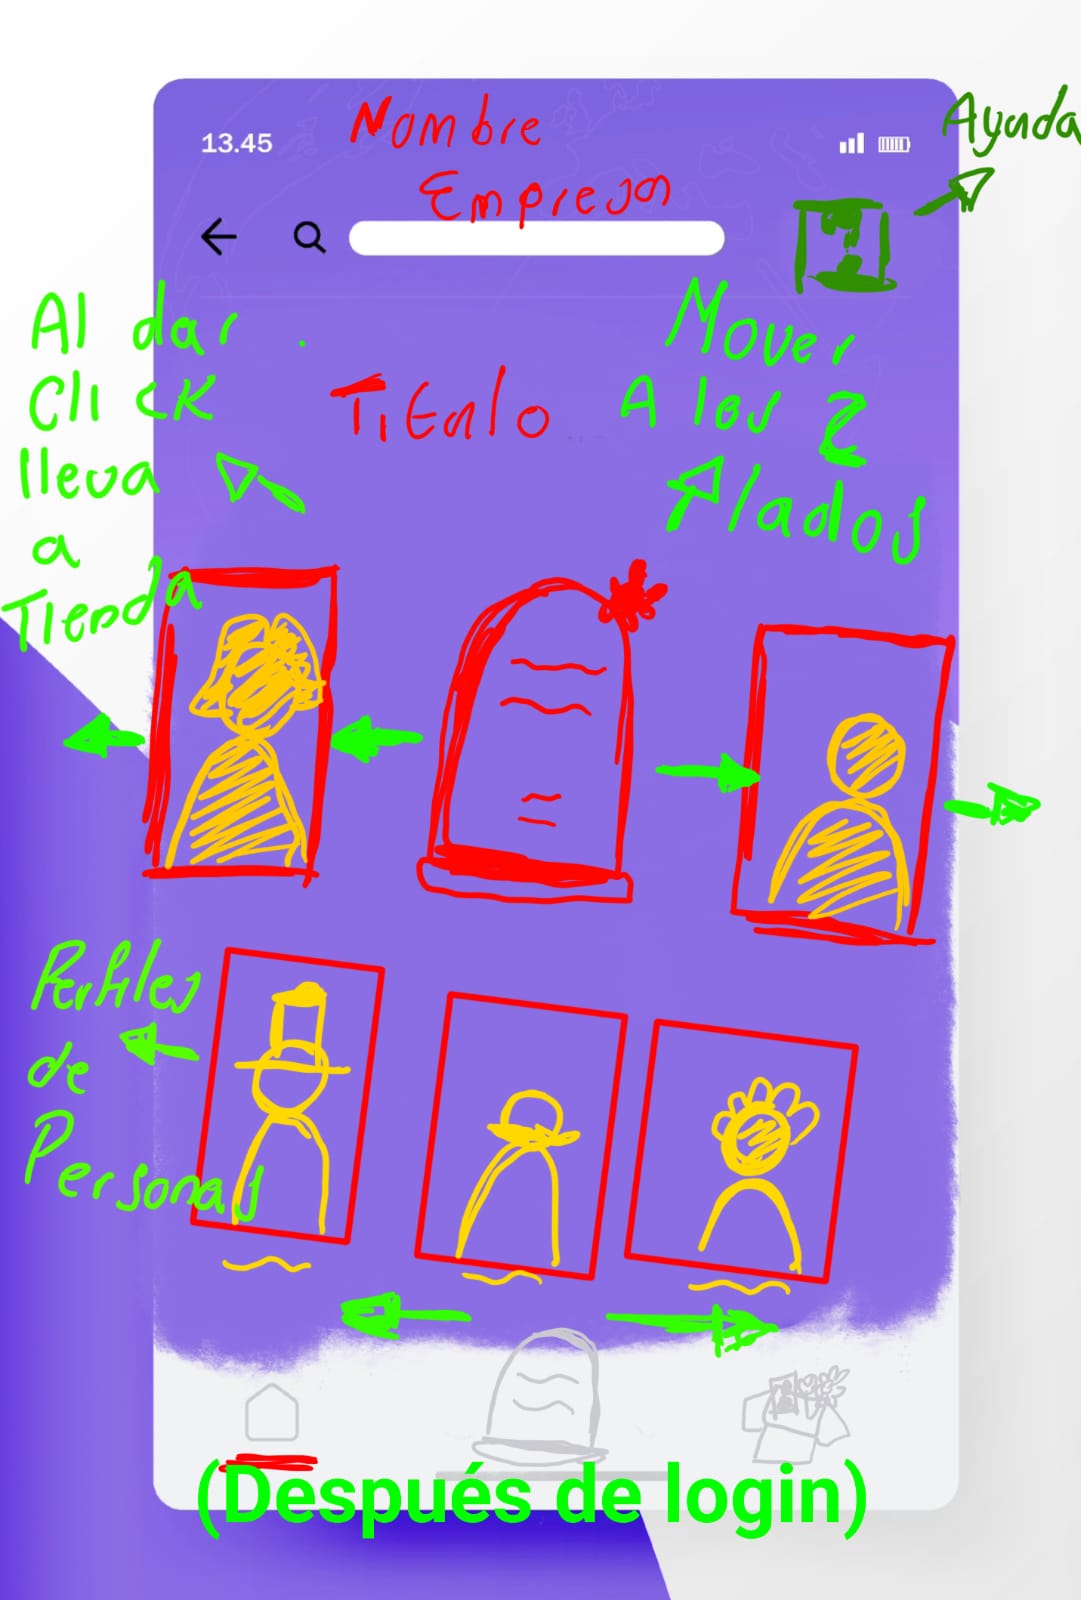 13.45
Nombre
Empresa
Ayuda
?
Al dar
Click
lleva
a
Tienda
Titulo
Mover
A los 2
lados
Perfiles
de
Personas
(Después de login)